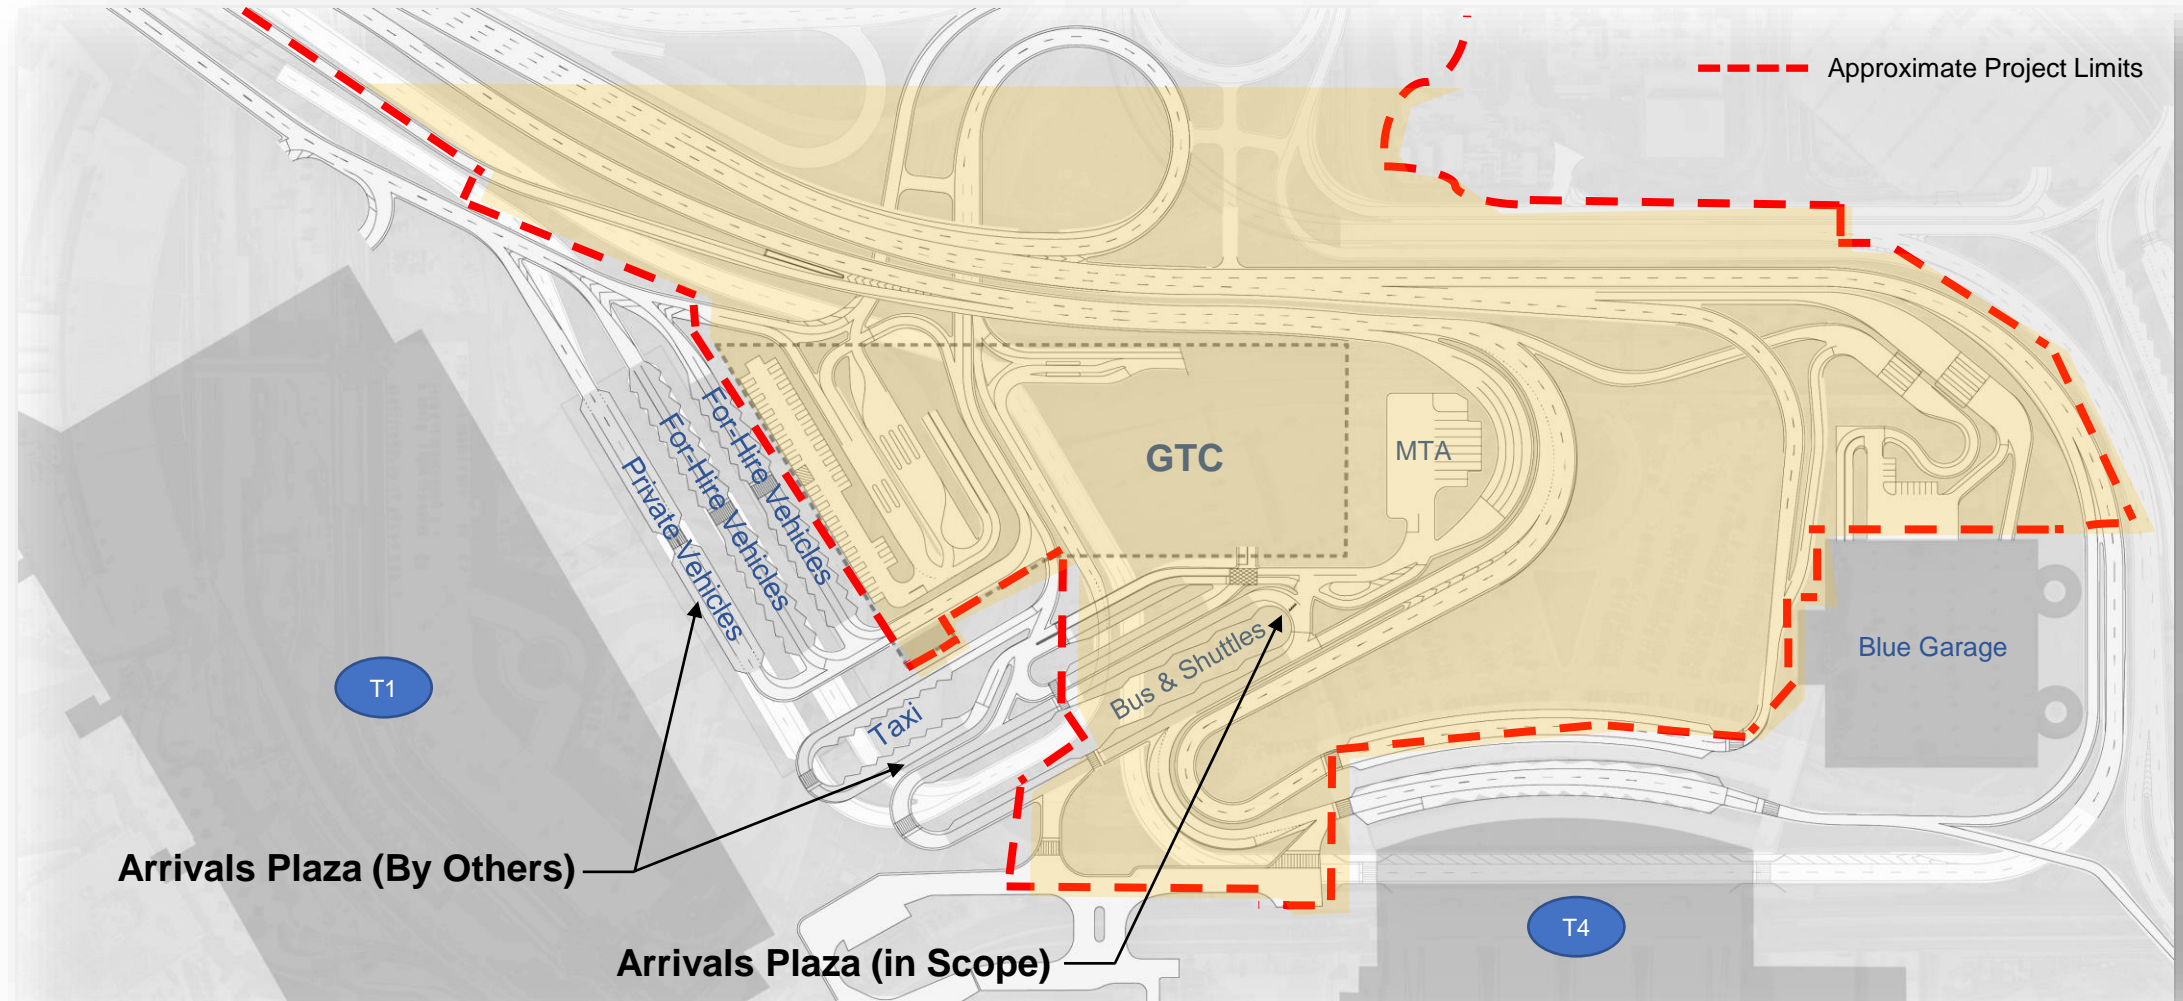 Approximate Project Limits
GTC
MTA
For-Hire Vehicles
For-Hire Vehicles
Private Vehicles
Bus & Shuttles
Blue Garage
T1
Taxi
Arrivals Plaza (By Others)
T4
Arrivals Plaza (in Scope)